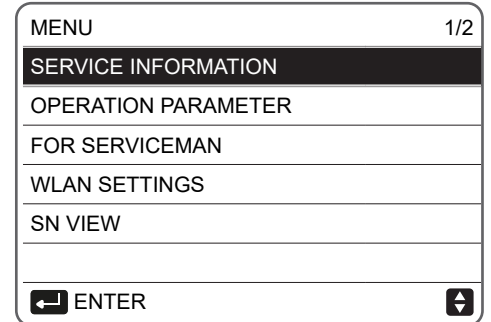 MENU 1/2
SERVICE INFORMATION
OPERATION PARAMETER
FOR SERVICEMAN
WLAN SETTINGS
SN VIEW
ENTER